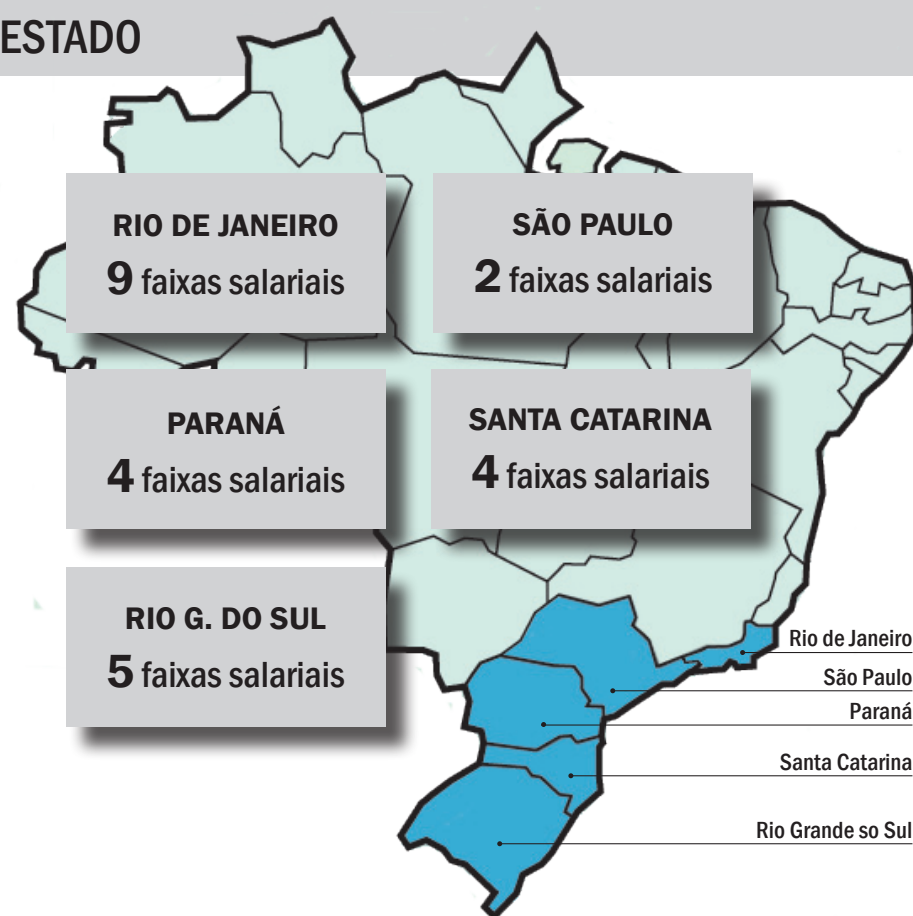 ESTADO
RIO DE JANEIRO
9 faixas salariais
SÃO PAULO
2 faixas salariais
PARANÁ
4 faixas salariais
SANTA CATARINA
4 faixas salariais
RIO G. DO SUL
5 faixas salariais
Rio de Janeiro
São Paulo
Paraná
Santa Catarina
Rio Grande so Sul